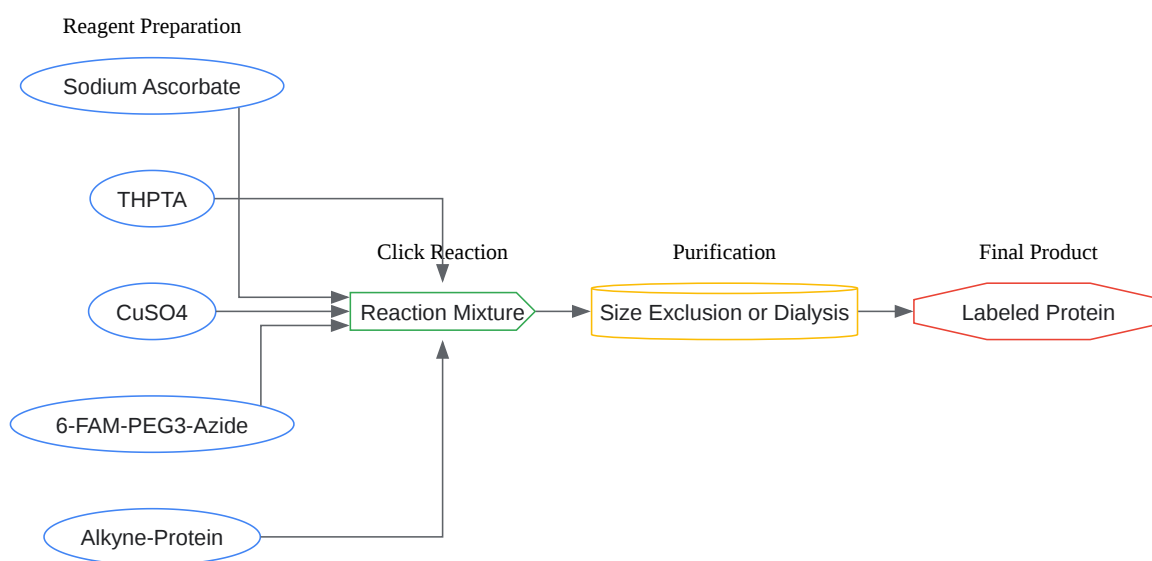 Reagent Preparation
Sodium Ascorbate
THPTA
Click Reaction
Purification
Final Product
CuSO4
Reaction Mixture
Size Exclusion or Dialysis
Labeled Protein
6-FAM-PEG3-Azide
Alkyne-Protein